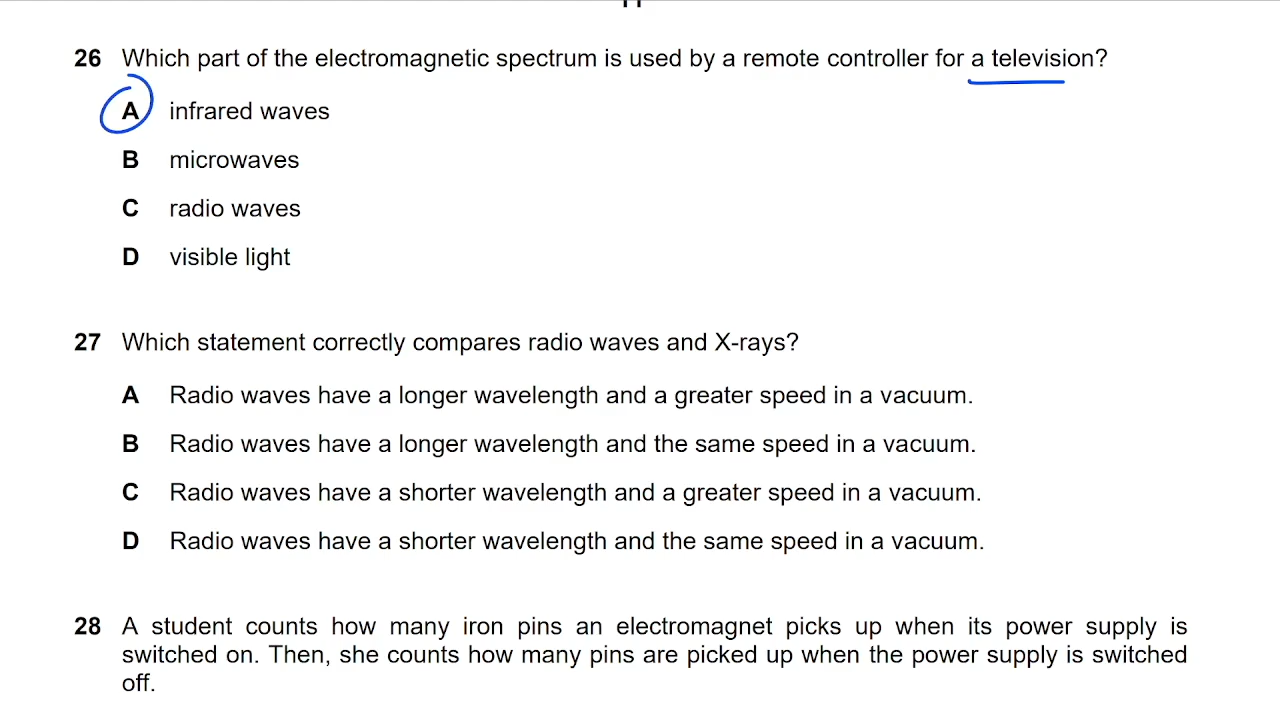 26 Which part of the electromagnetic spectrum is used by a remote controller for a television?
A infrared waves
B microwaves
C radio waves
D visible light
27 Which statement correctly compares radio waves and X-rays?
A Radio waves have a longer wavelength and a greater speed in a vacuum.
B Radio waves have a longer wavelength and the same speed in a vacuum.
C Radio waves have a shorter wavelength and a greater speed in a vacuum.
D Radio waves have a shorter wavelength and the same speed in a vacuum.
28 A student counts how many iron pins an electromagnet picks up when its power supply is
switched on. Then, she counts how many pins are picked up when the power supply is switched
off.